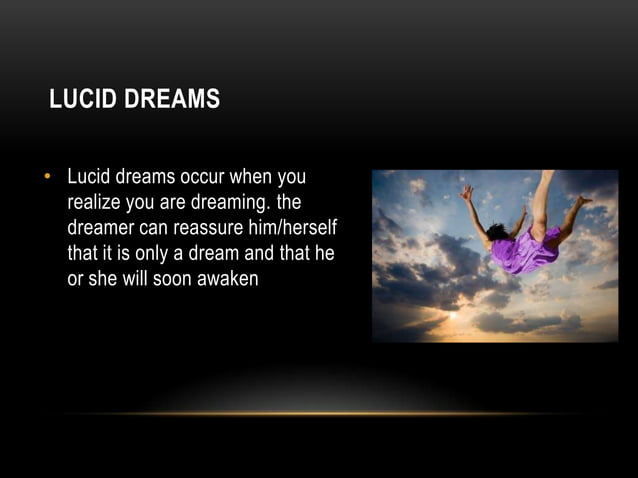 LUCID DREAMS
• Lucid dreams occur when you
realize you are dreaming. the
dreamer can reassure him/herself
that it is only a dream and that he
or she will soon awaken